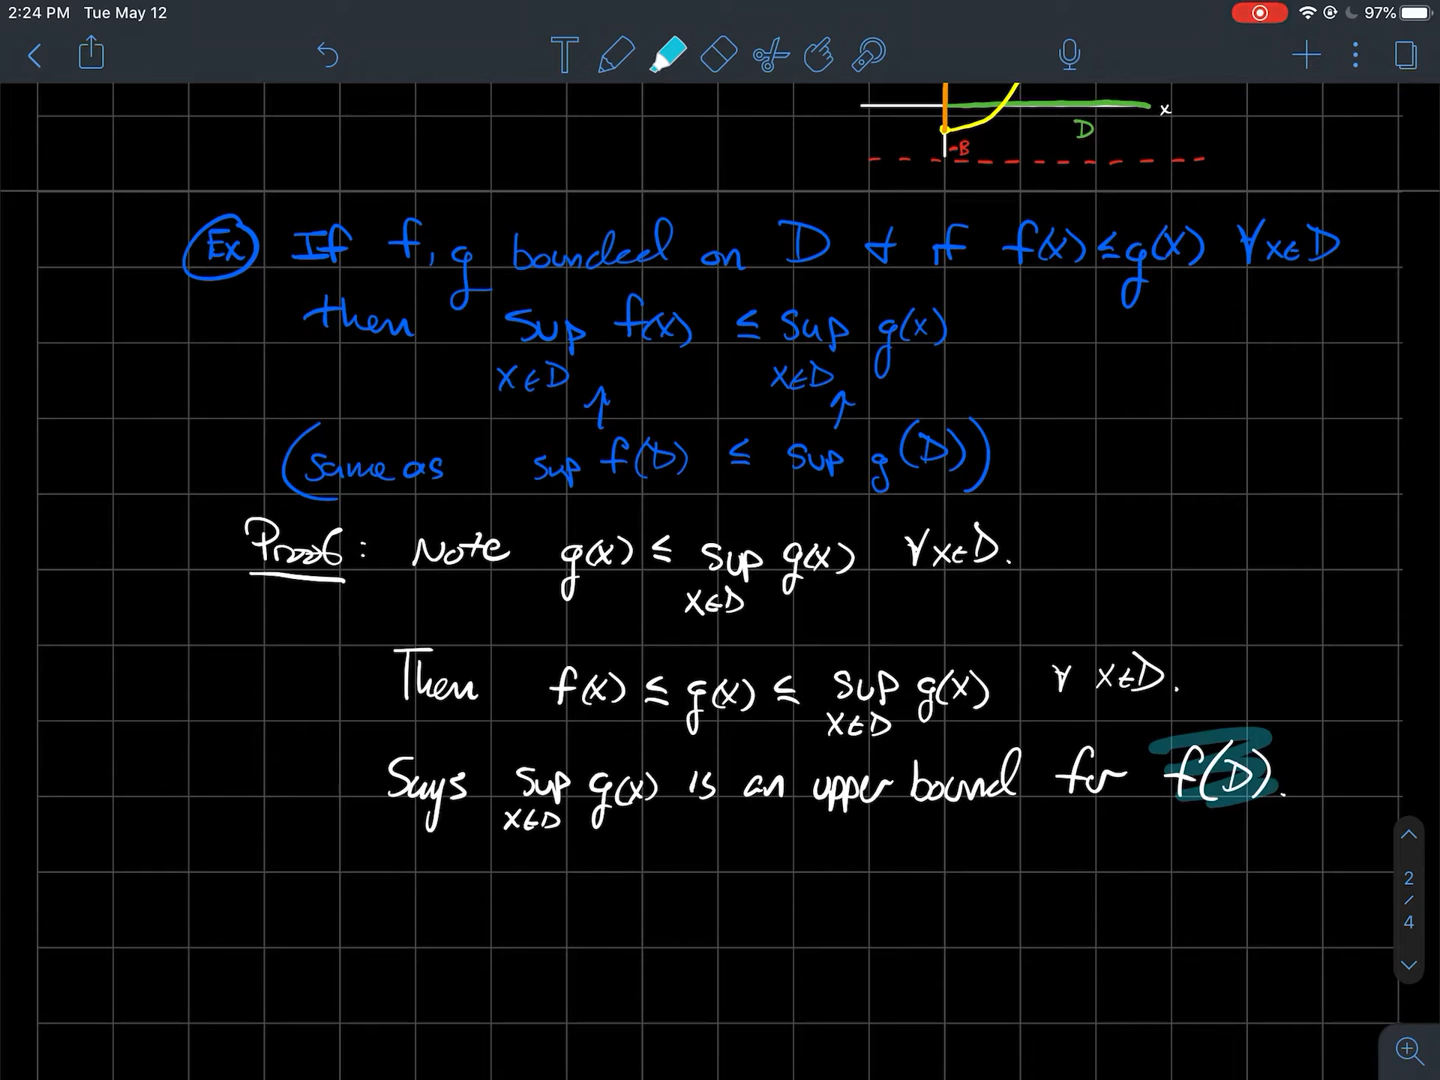 2:24 PM Tue May 12
97%
T
x
D
-B
Ex If f, g bounded on D & if f(x) ≤ g(x) ∀x∈D
then sup f(x) ≤ sup g(x)
x∈D x∈D
↑ ↑
(same as sup f(D) ≤ sup g(D))
Proof: Note g(x) ≤ sup g(x) ∀x∈D.
x∈D
Then f(x) ≤ g(x) ≤ sup g(x) ∀ x∈D.
x∈D
Says sup g(x) is an upper bound for f(D).
x∈D
2
/
4